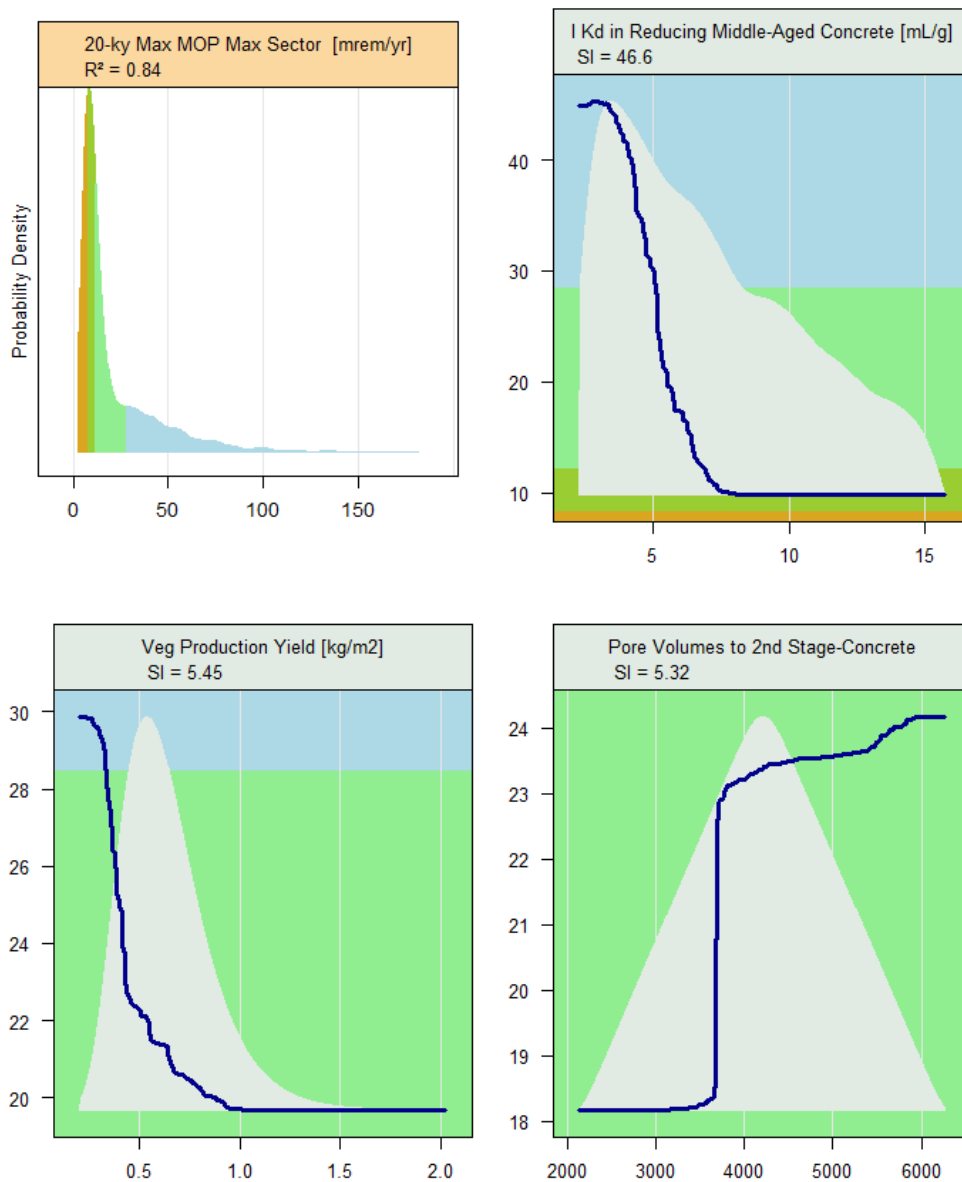 20-ky Max MOP Max Sector [mrem/yr]
R² = 0.84
Probability Density
0 50 100 150
I Kd in Reducing Middle-Aged Concrete [mL/g]
SI = 46.6
40
30
20
10
5 10 15
Veg Production Yield [kg/m2]
SI = 5.45
30
28
26
24
22
20
0.5 1.0 1.5 2.0
Pore Volumes to 2nd Stage-Concrete
SI = 5.32
24
23
22
21
20
19
18
2000 3000 4000 5000 6000